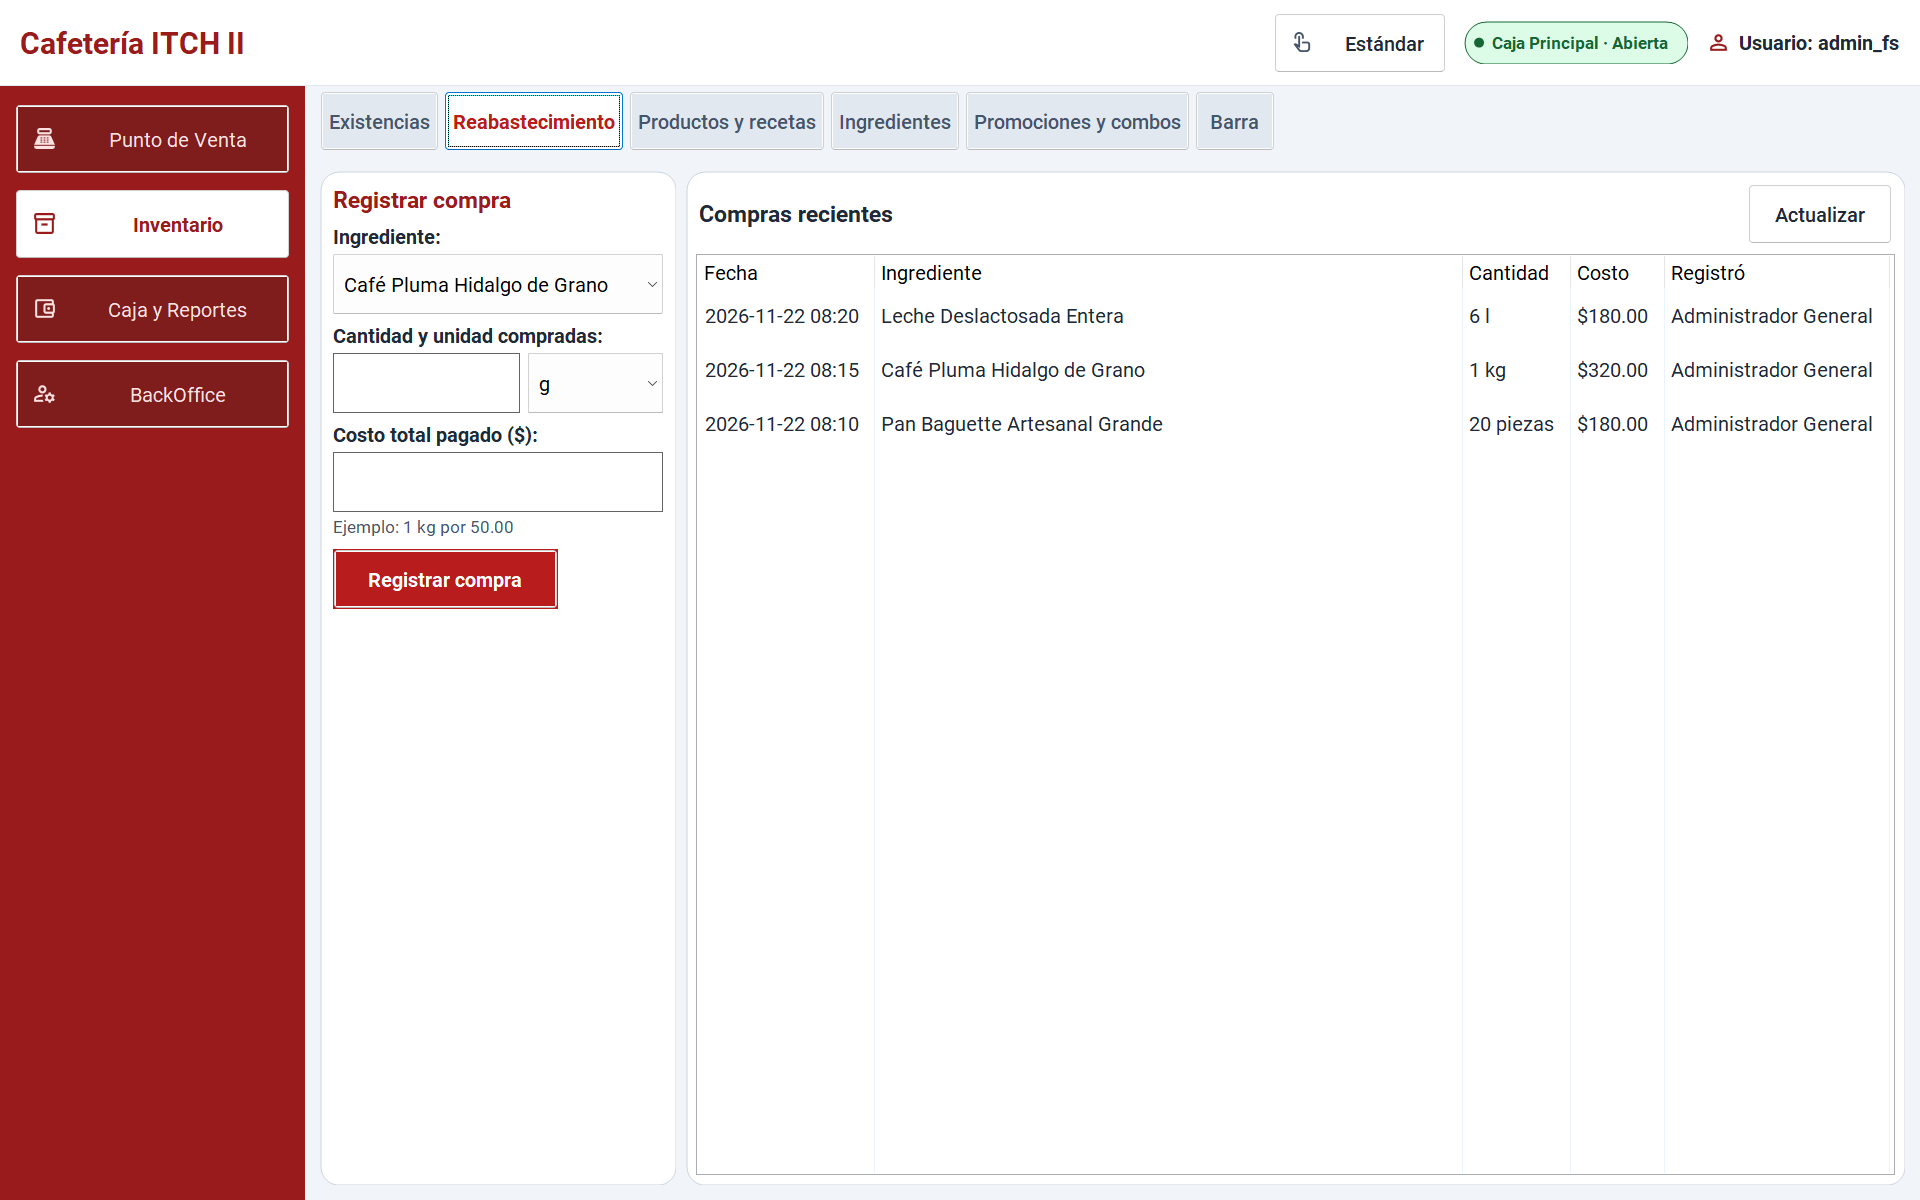 Cafetería ITCH II
Estándar
Caja Principal · Abierta
Usuario: admin_fs
Punto de Venta
Inventario
Caja y Reportes
BackOffice
Existencias
Reabastecimiento
Productos y recetas
Ingredientes
Promociones y combos
Barra
Registrar compra
Ingrediente:
Café Pluma Hidalgo de Grano
Cantidad y unidad compradas:
g
Costo total pagado ($):
Ejemplo: 1 kg por 50.00
Registrar compra
Compras recientes
Actualizar
Fecha Ingrediente Cantidad Costo Registró
2026-11-22 08:20 Leche Deslactosada Entera 6 l $180.00 Administrador General
2026-11-22 08:15 Café Pluma Hidalgo de Grano 1 kg $320.00 Administrador General
2026-11-22 08:10 Pan Baguette Artesanal Grande 20 piezas $180.00 Administrador General